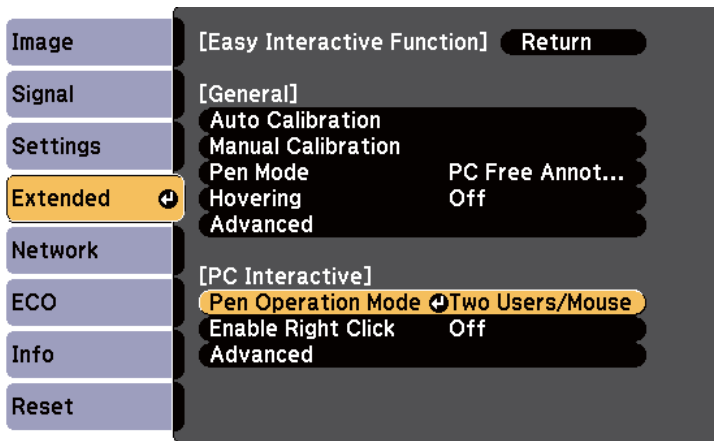 Image
Signal
Settings
Extended
Network
ECO
Info
Reset
[Easy Interactive Function] Return
[General]
Auto Calibration
Manual Calibration
Pen Mode PC Free Annot...
Hovering Off
Advanced
[PC Interactive]
Pen Operation Mode Two Users/Mouse
Enable Right Click Off
Advanced